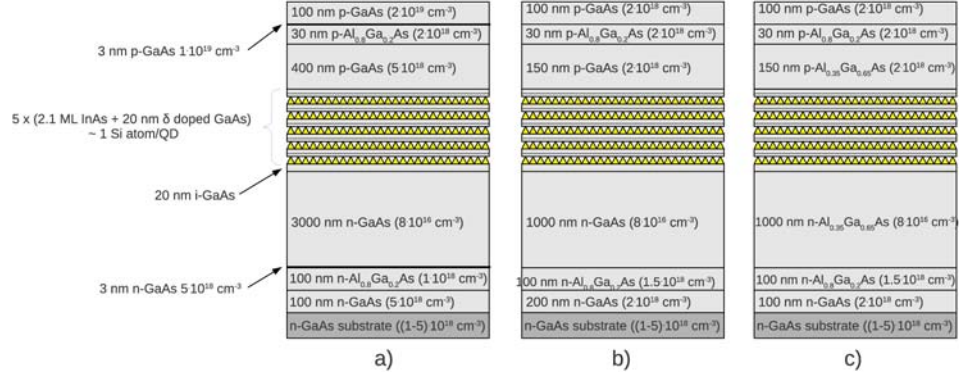 100 nm p-GaAs (2·10¹⁹ cm⁻³)
30 nm p-Al₀.₈Ga₀.₂As (2·10¹⁸ cm⁻³)
3 nm p-GaAs 1·10¹⁹ cm⁻³
400 nm p-GaAs (5·10¹⁸ cm⁻³)
5 x (2.1 ML InAs + 20 nm δ doped GaAs)
~ 1 Si atom/QD
20 nm i-GaAs
3000 nm n-GaAs (8·10¹⁶ cm⁻³)
3 nm n-GaAs 5·10¹⁸ cm⁻³
100 nm n-Al₀.₈Ga₀.₂As (1·10¹⁸ cm⁻³)
100 nm n-GaAs (5·10¹⁸ cm⁻³)
n-GaAs substrate ((1-5)·10¹⁸ cm⁻³)
a)
100 nm p-GaAs (2·10¹⁸ cm⁻³)
30 nm p-Al₀.₈Ga₀.₂As (2·10¹⁸ cm⁻³)
150 nm p-GaAs (2·10¹⁸ cm⁻³)
1000 nm n-GaAs (8·10¹⁶ cm⁻³)
100 nm n-Al₀.₈Ga₀.₂As (1.5·10¹⁸ cm⁻³)
200 nm n-GaAs (2·10¹⁸ cm⁻³)
n-GaAs substrate ((1-5)·10¹⁸ cm⁻³)
b)
100 nm p-GaAs (2·10¹⁸ cm⁻³)
30 nm p-Al₀.₈Ga₀.₂As (2·10¹⁸ cm⁻³)
150 nm p-Al₀.₃₅Ga₀.₆₅As (2·10¹⁸ cm⁻³)
1000 nm n-Al₀.₃₅Ga₀.₆₅As (8·10¹⁶ cm⁻³)
100 nm n-Al₀.₈Ga₀.₂As (1.5·10¹⁸ cm⁻³)
100 nm n-GaAs (2·10¹⁸ cm⁻³)
n-GaAs substrate ((1-5)·10¹⁸ cm⁻³)
c)